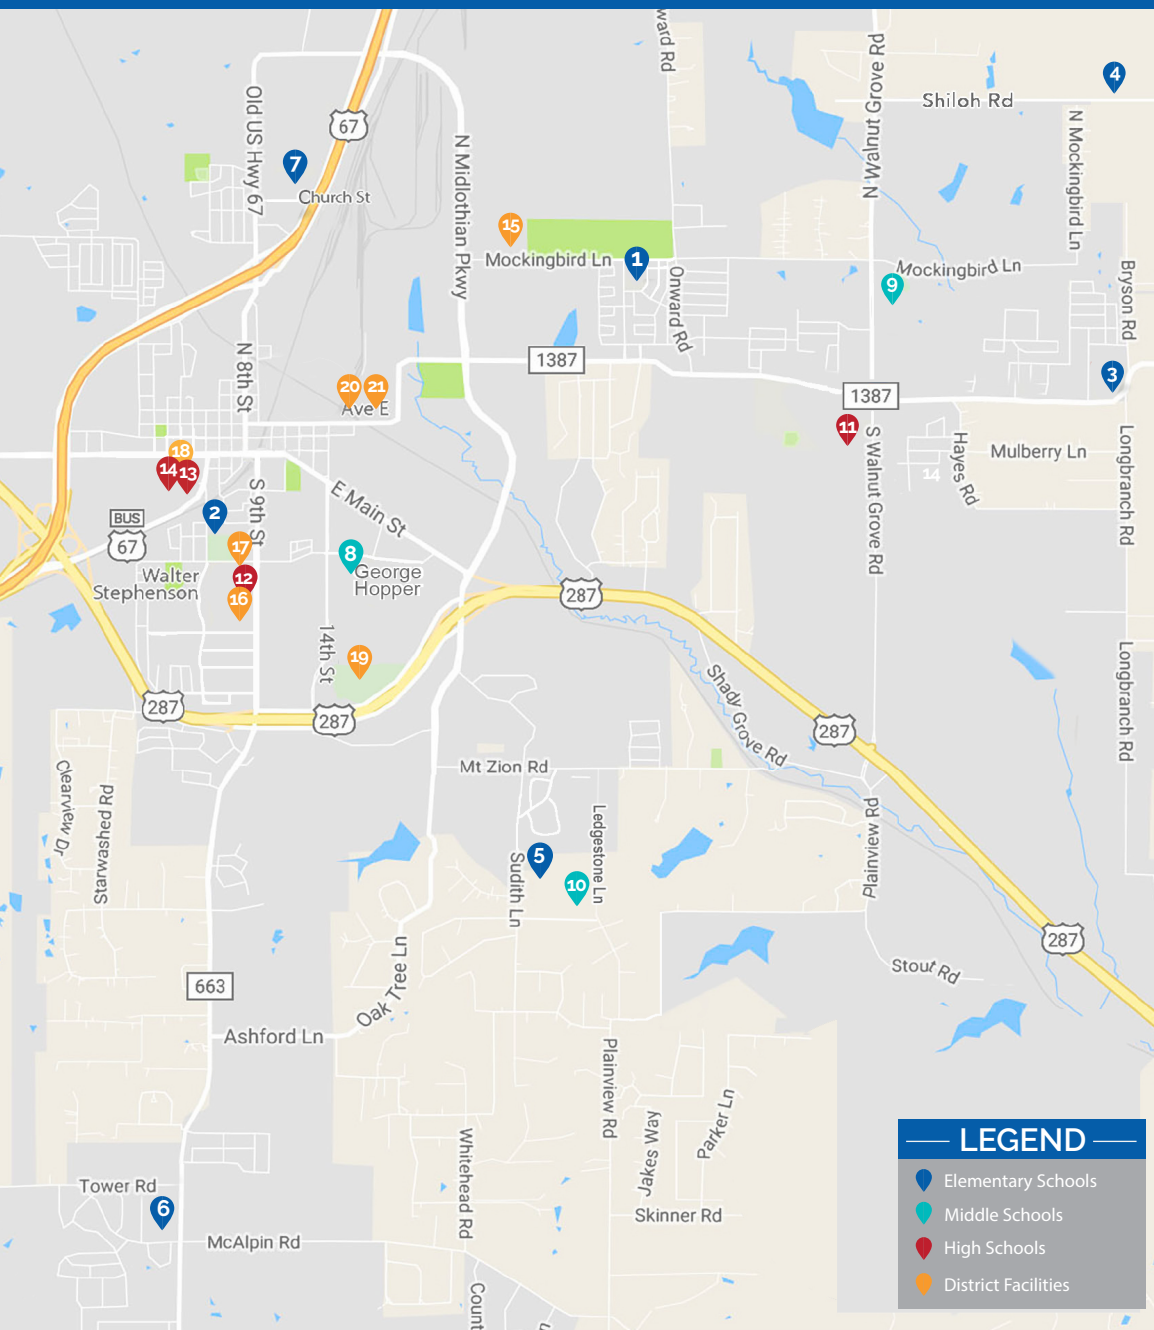 ward Rd
N Walnut Grove Rd
4
Shiloh Rd
Old US Hwy 67
67
N Mockingbird Ln
N Midlothian Pkwy
7
Church St
15
Mockingbird Ln
1
Onward Rd
Mockingbird Ln
9
Bryson Rd
N 8th St
1387
3
20
21
Ave E
1387
11
S Walnut Grove Rd
14
Hayes Rd
Mulberry Ln
Longbranch Rd
18
14
13
2
S 9th St
E Main St
BUS
67
17
8
George
Hopper
Walter
Stephenson
12
16
287
14th St
19
287
287
Shady Grove Rd
287
Longbranch Rd
Clearview Dr
Starwashed Rd
Mt Zion Rd
Ledgestone Ln
Plainview Rd
5
Sudith Ln
10
287
Stout Rd
663
Oak Tree Ln
Ashford Ln
Plainview Rd
Jakes Way
Parker Ln
Whitehead Rd
Tower Rd
6
McAlpin Rd
Skinner Rd
Count
LEGEND
Elementary Schools
Middle Schools
High Schools
District Facilities